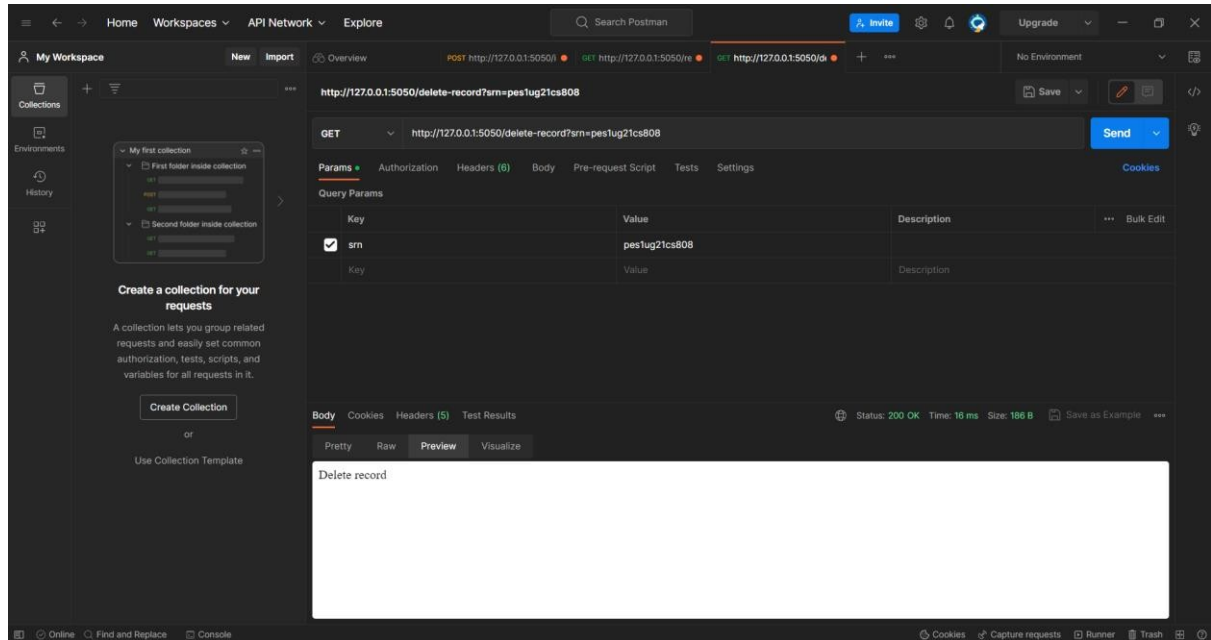 Home Workspaces API Network Explore Search Postman Invite Upgrade
My Workspace New Import Overview POST http://127.0.0.1:5050/i GET http://127.0.0.1:5050/re GET http://127.0.0.1:5050/de No Environment
Collections
Environments
History
My first collection
First folder inside collection
GET
POST
GET
Second folder inside collection
GET
GET
Create a collection for your
requests
A collection lets you group related
requests and easily set common
authorization, tests, scripts, and
variables for all requests in it.
Create Collection
or
Use Collection Template
http://127.0.0.1:5050/delete-record?srn=pes1ug21cs808 Save
GET http://127.0.0.1:5050/delete-record?srn=pes1ug21cs808 Send
Params Authorization Headers (6) Body Pre-request Script Tests Settings Cookies
Query Params
Key Value Description Bulk Edit
srn pes1ug21cs808
Key Value Description
Body Cookies Headers (5) Test Results Status: 200 OK Time: 16 ms Size: 186 B Save as Example
Pretty Raw Preview Visualize
Delete record
Online Find and Replace Console Cookies Capture requests Runner Trash